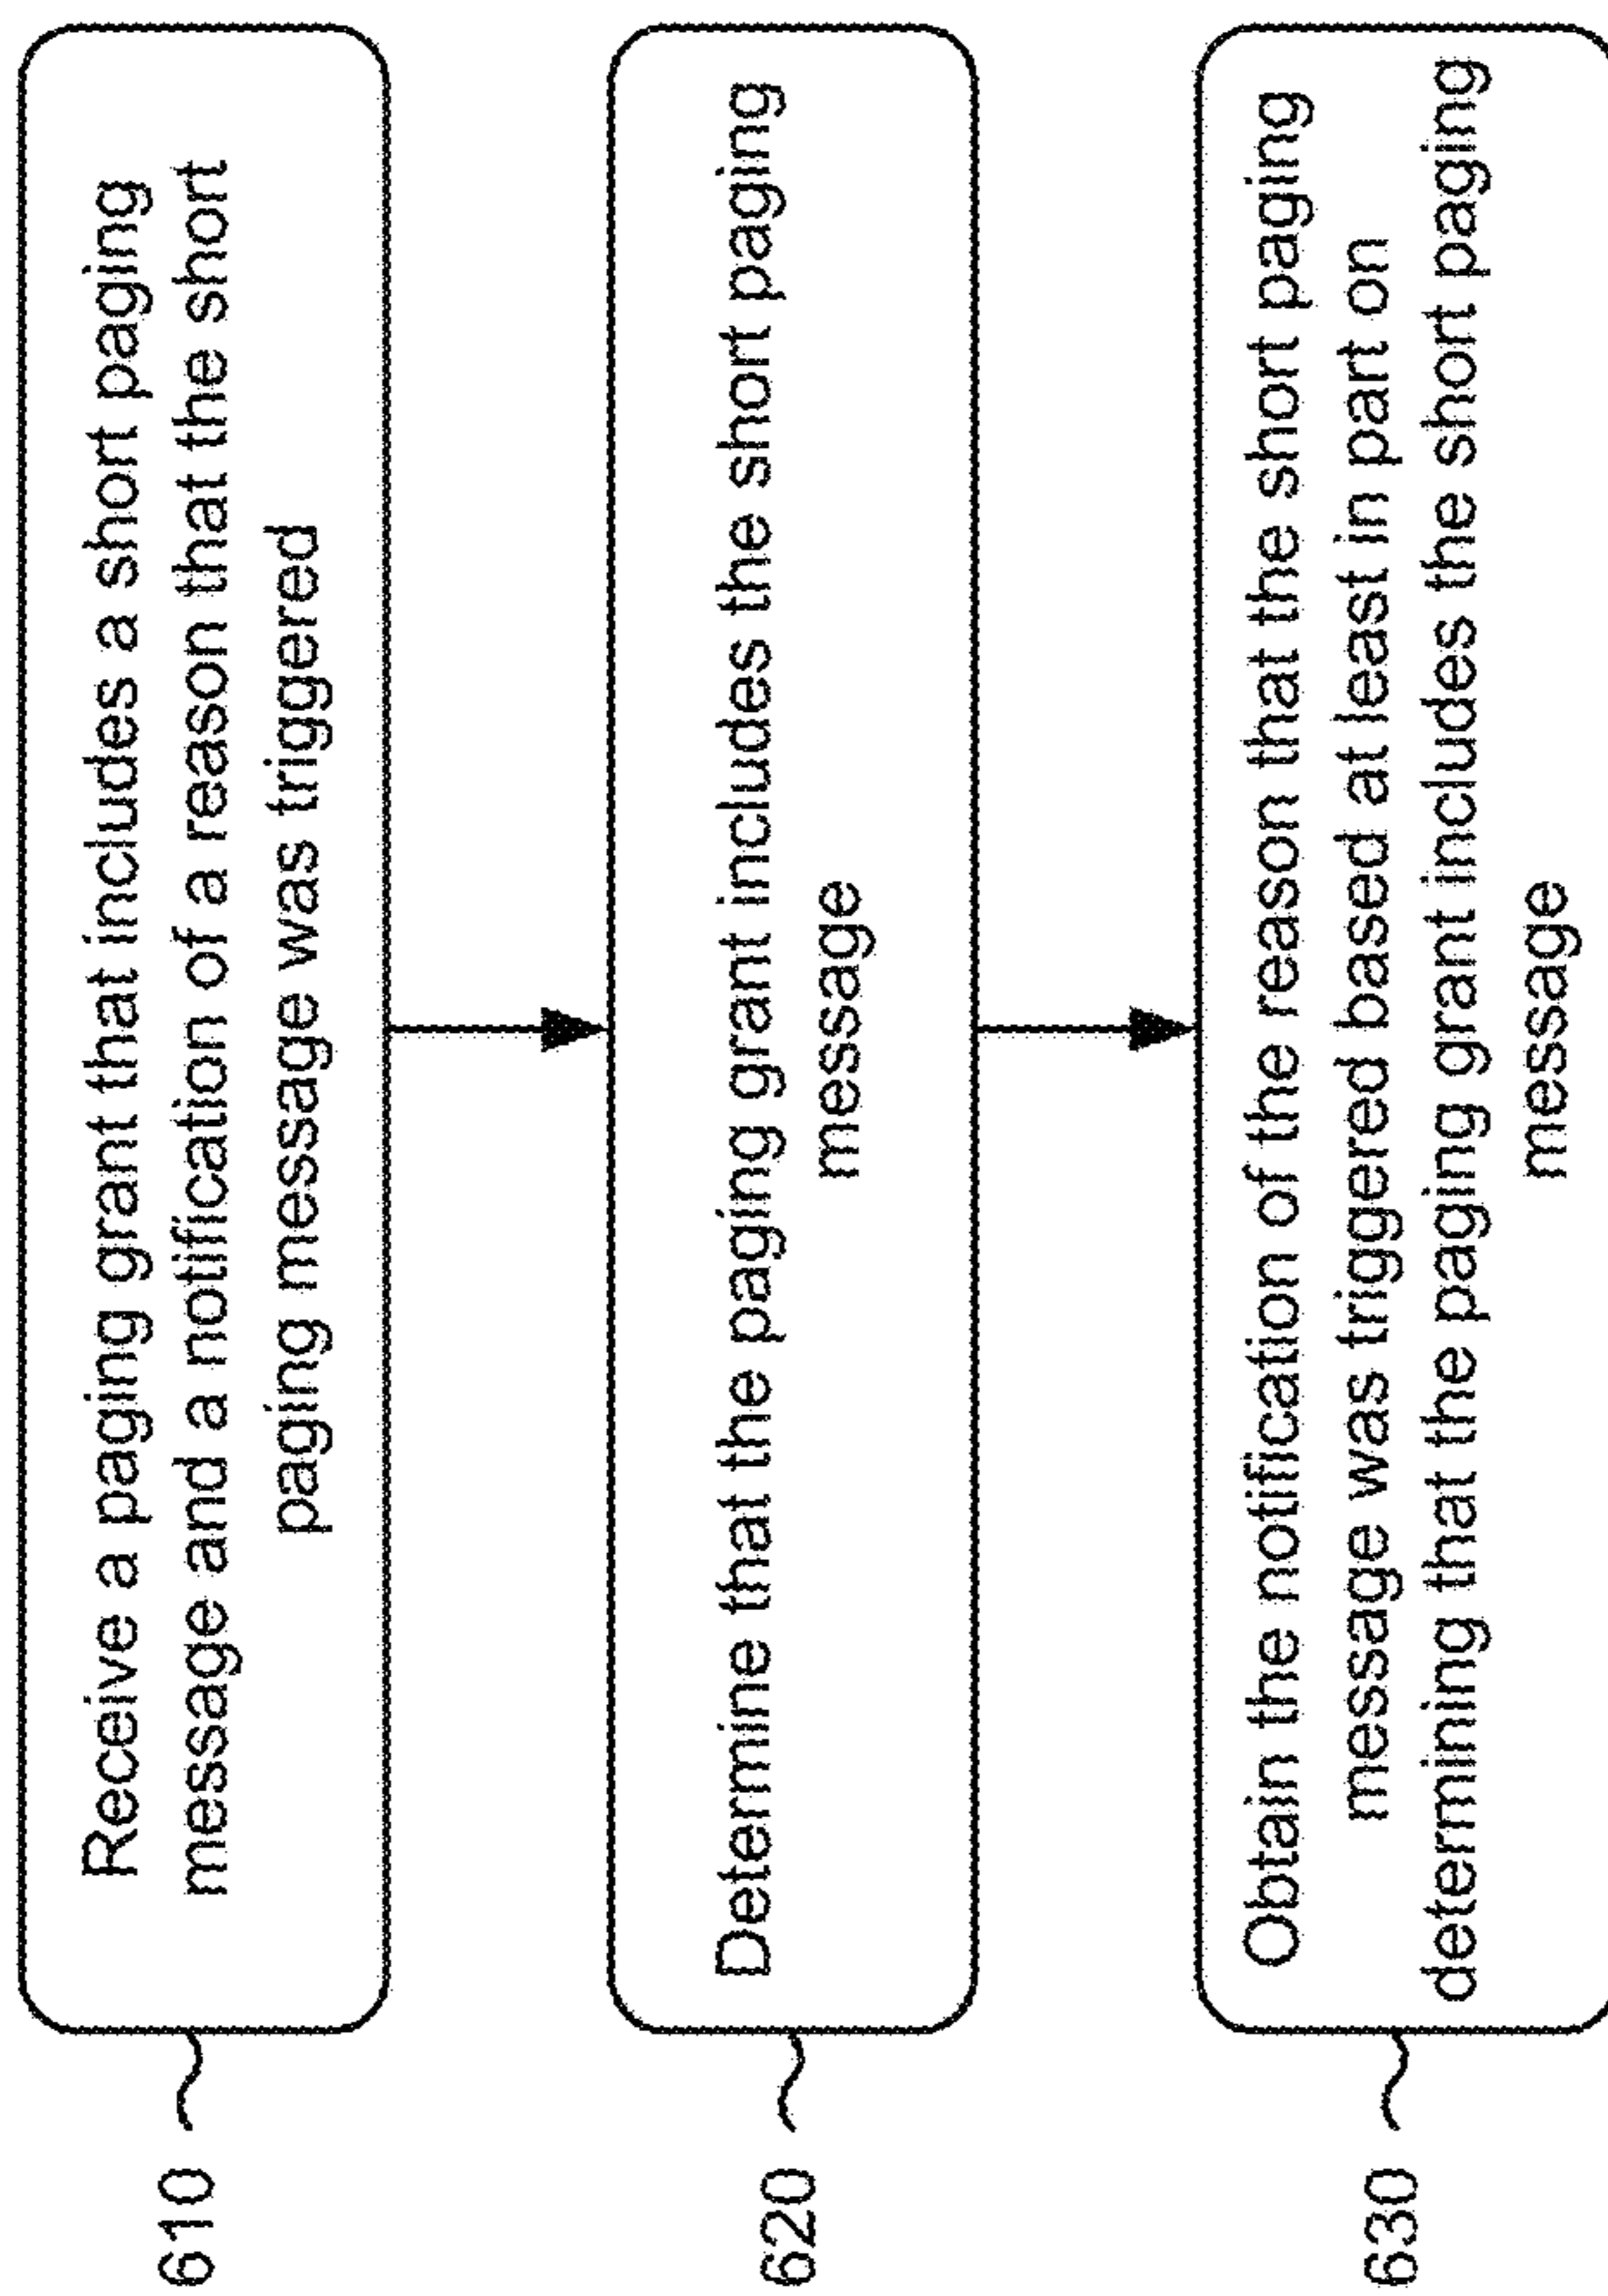 610
Receive a paging grant that includes a short paging
message and a notification of a reason that the short
paging message was triggered
620
Determine that the paging grant includes the short paging
message
630
Obtain the notification of the reason that the short paging
message was triggered based at least in part on
determining that the paging grant includes the short paging
message